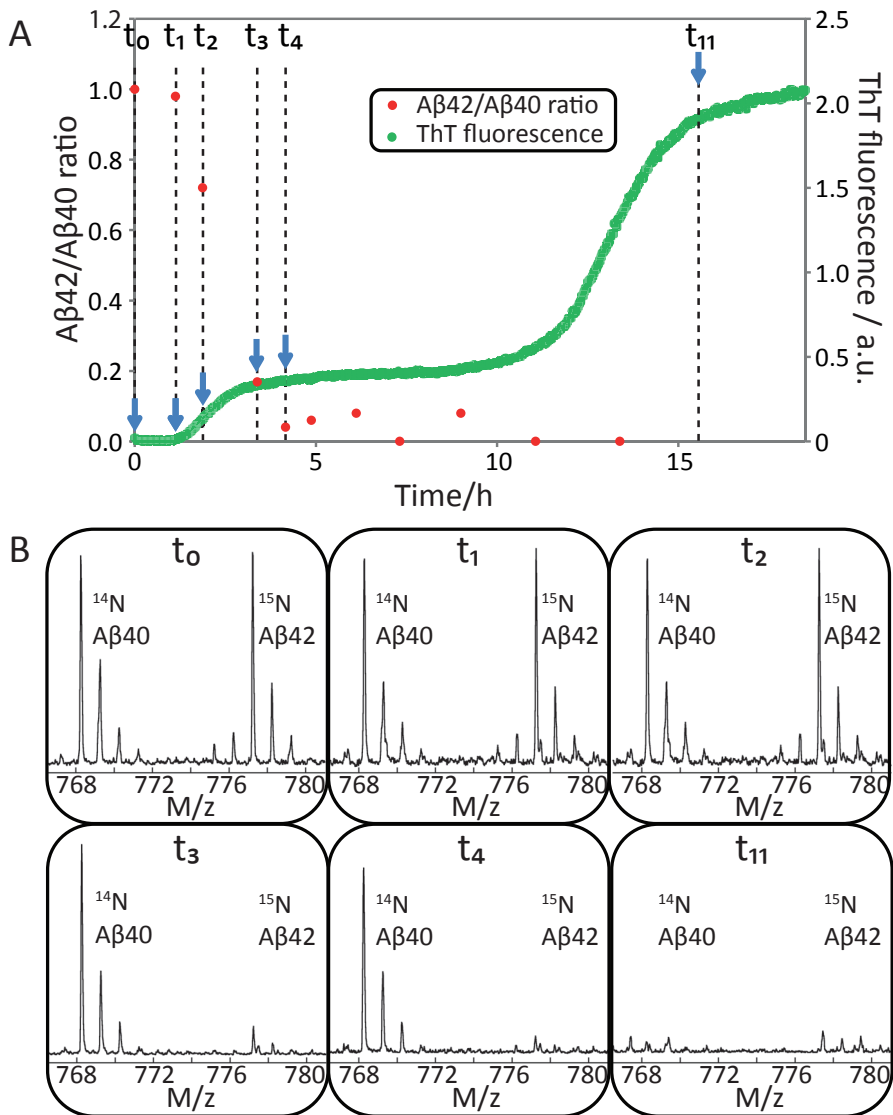 A
t₀ t₁ t₂ t₃ t₄ t₁₁
1.2
1.0
0.8
0.6
0.4
0.2
0.0
Aβ42/Aβ40 ratio
2.5
2.0
1.5
1.0
0.5
0
ThT fluorescence / a.u.
Aβ42/Aβ40 ratio
ThT fluorescence
0 5 10 15
Time/h
B
t₀
¹⁴N ¹⁵N
Aβ40 Aβ42
768 772 776 780
M/z
t₁
¹⁴N ¹⁵N
Aβ40 Aβ42
768 772 776 780
M/z
t₂
¹⁴N ¹⁵N
Aβ40 Aβ42
768 772 776 780
M/z
t₃
¹⁴N ¹⁵N
Aβ40 Aβ42
768 772 776 780
M/z
t₄
¹⁴N ¹⁵N
Aβ40 Aβ42
768 772 776 780
M/z
t₁₁
¹⁴N ¹⁵N
Aβ40 Aβ42
768 772 776 780
M/z